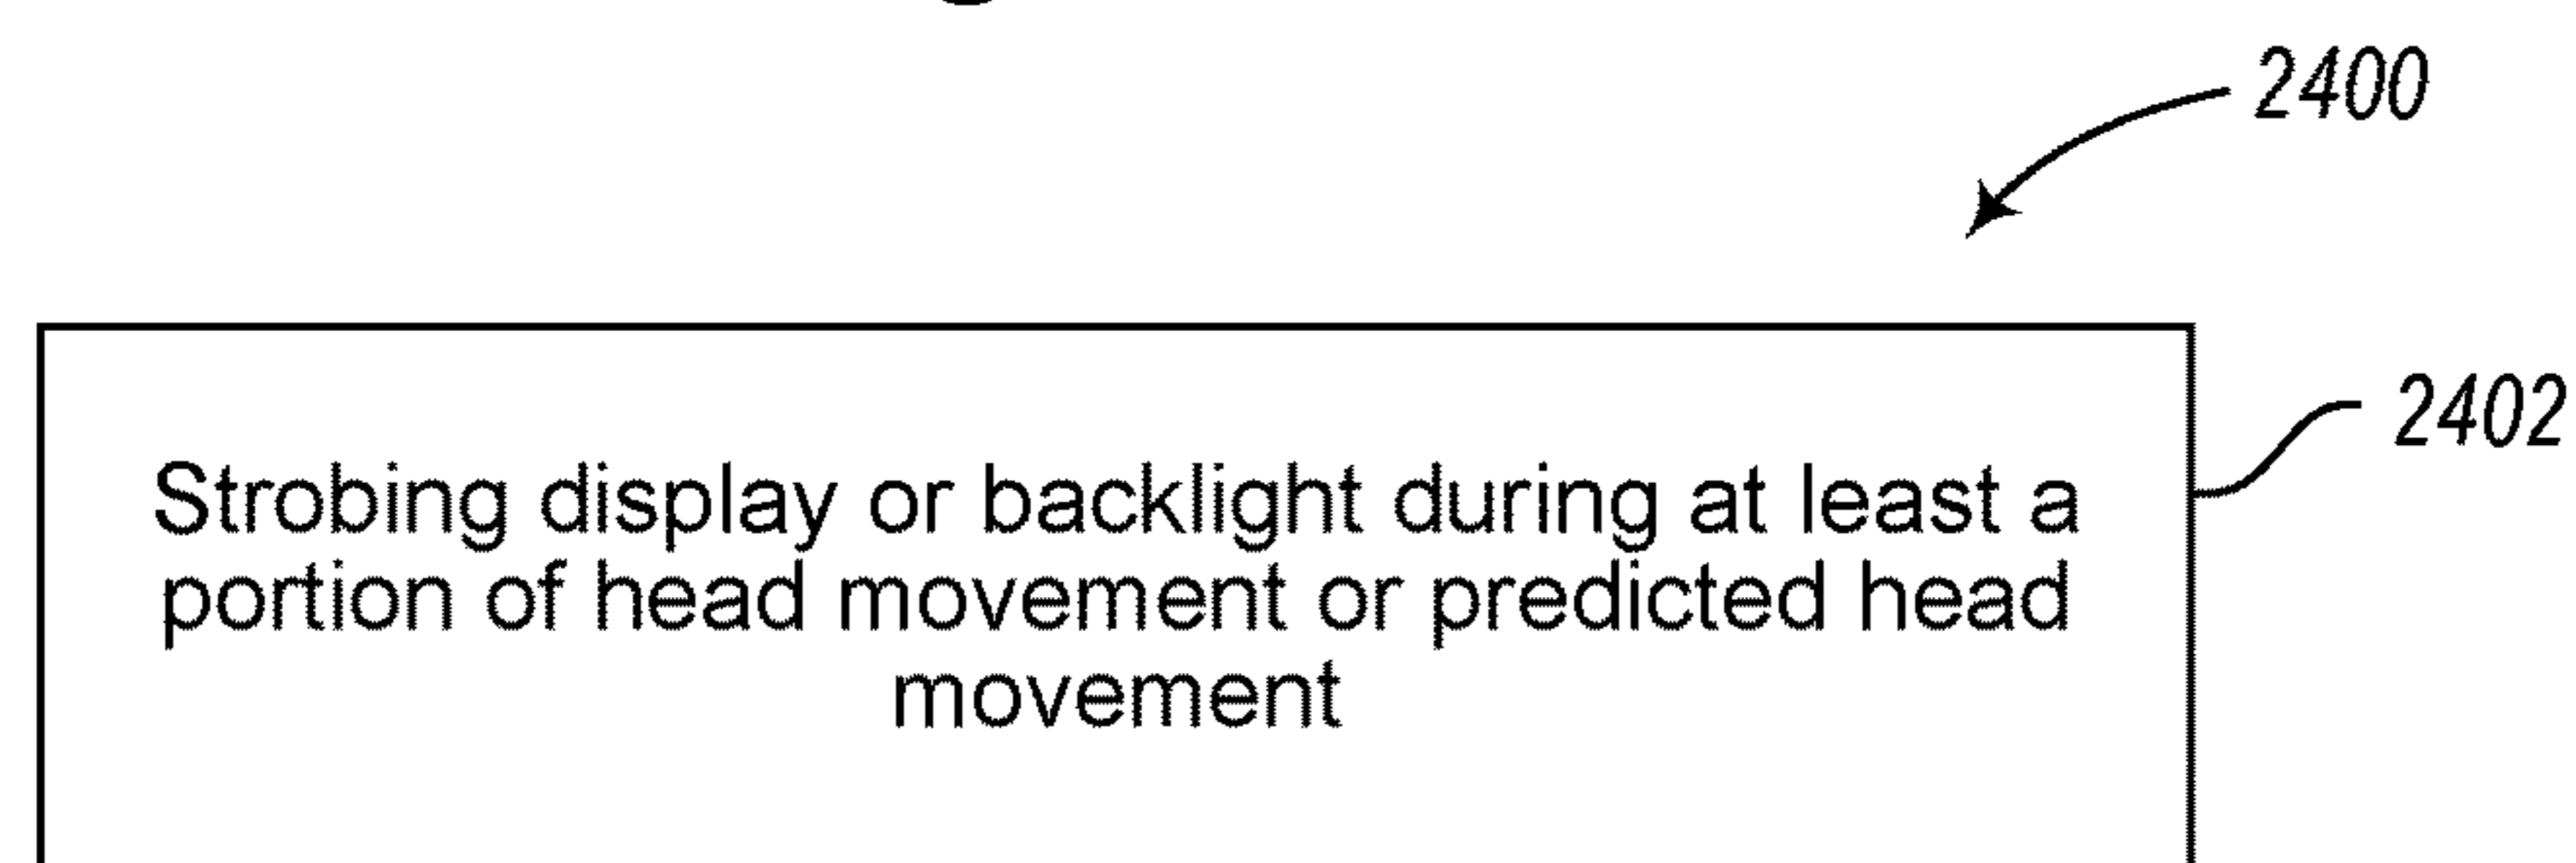 2400
2402
Strobing display or backlight during at least a
portion of head movement or predicted head
movement